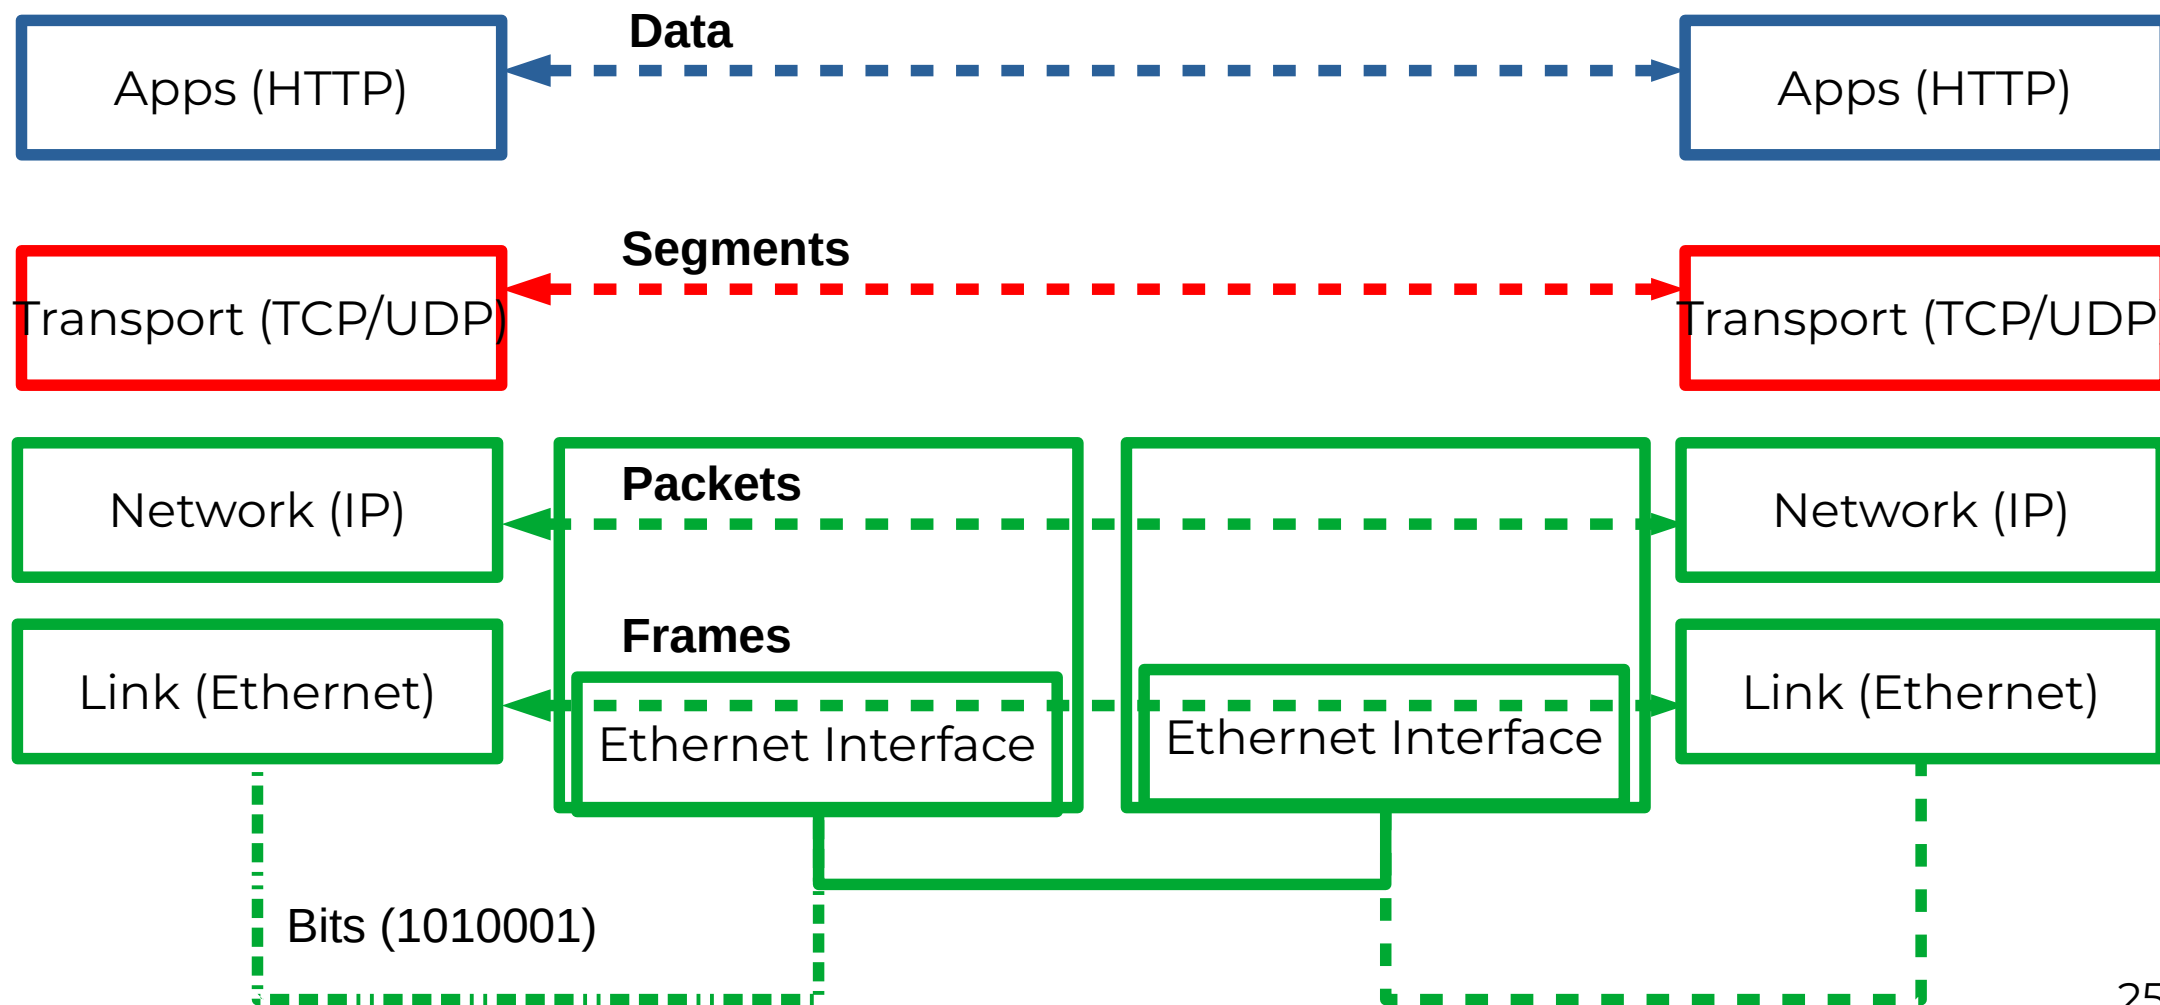 Data
Apps (HTTP)
Apps (HTTP)
Segments
Transport (TCP/UDP)
Transport (TCP/UDP
Packets
Network (IP)
Network (IP)
Frames
Link (Ethernet)
Link (Ethernet)
Ethernet Interface
Ethernet Interface
Bits (1010001)
25